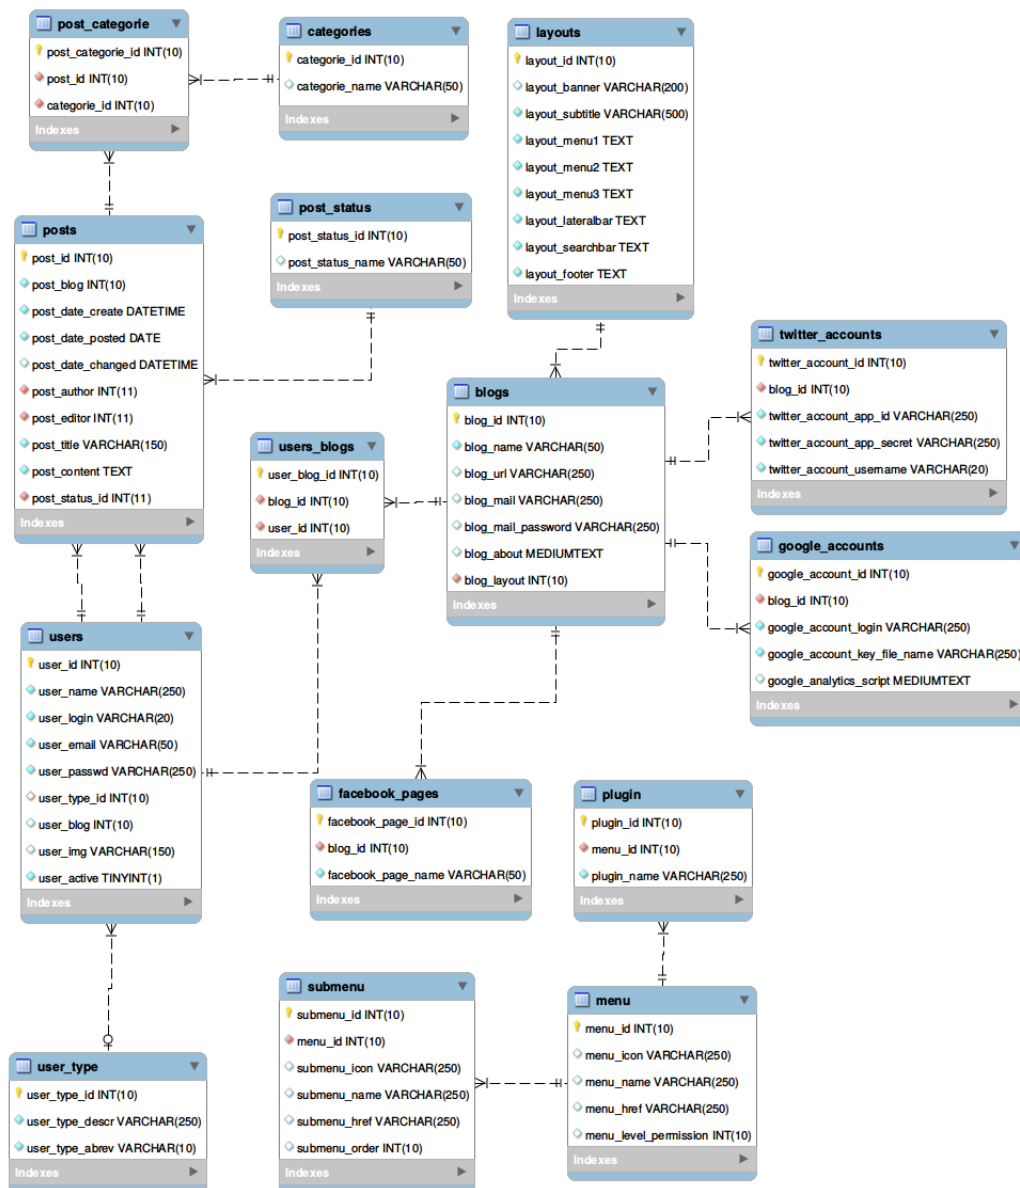 post_categorie
post_categorie_id INT(10)
post_id INT(10)
categorie_id INT(10)
Indexes
categories
categorie_id INT(10)
categorie_name VARCHAR(50)
Indexes
layouts
layout_id INT(10)
layout_banner VARCHAR(200)
layout_subtitle VARCHAR(500)
layout_menu1 TEXT
layout_menu2 TEXT
layout_menu3 TEXT
layout_lateralbar TEXT
layout_searchbar TEXT
layout_footer TEXT
Indexes
posts
post_id INT(10)
post_blog INT(10)
post_date_create DATETIME
post_date_posted DATE
post_date_changed DATETIME
post_author INT(11)
post_editor INT(11)
post_title VARCHAR(150)
post_content TEXT
post_status_id INT(11)
Indexes
post_status
post_status_id INT(10)
post_status_name VARCHAR(50)
Indexes
twitter_accounts
twitter_account_id INT(10)
blog_id INT(10)
twitter_account_app_id VARCHAR(250)
twitter_account_app_secret VARCHAR(250)
twitter_account_username VARCHAR(20)
Indexes
blogs
blog_id INT(10)
blog_name VARCHAR(50)
blog_url VARCHAR(250)
blog_mail VARCHAR(250)
blog_mail_password VARCHAR(250)
blog_about MEDIUMTEXT
blog_layout INT(10)
Indexes
users_blogs
user_blog_id INT(10)
blog_id INT(10)
user_id INT(10)
Indexes
google_accounts
google_account_id INT(10)
blog_id INT(10)
google_account_login VARCHAR(250)
google_account_key_file_name VARCHAR(250)
google_analytics_script MEDIUMTEXT
Indexes
users
user_id INT(10)
user_name VARCHAR(250)
user_login VARCHAR(20)
user_email VARCHAR(50)
user_passwd VARCHAR(250)
user_type_id INT(10)
user_blog INT(10)
user_img VARCHAR(150)
user_active TINYINT(1)
Indexes
facebook_pages
facebook_page_id INT(10)
blog_id INT(10)
facebook_page_name VARCHAR(50)
Indexes
plugin
plugin_id INT(10)
menu_id INT(10)
plugin_name VARCHAR(250)
Indexes
submenu
submenu_id INT(10)
menu_id INT(10)
submenu_icon VARCHAR(250)
submenu_name VARCHAR(250)
submenu_href VARCHAR(250)
submenu_order INT(10)
Indexes
menu
menu_id INT(10)
menu_icon VARCHAR(250)
menu_name VARCHAR(250)
menu_href VARCHAR(250)
menu_level_permission INT(10)
Indexes
user_type
user_type_id INT(10)
user_type_descr VARCHAR(250)
user_type_abrev VARCHAR(10)
Indexes